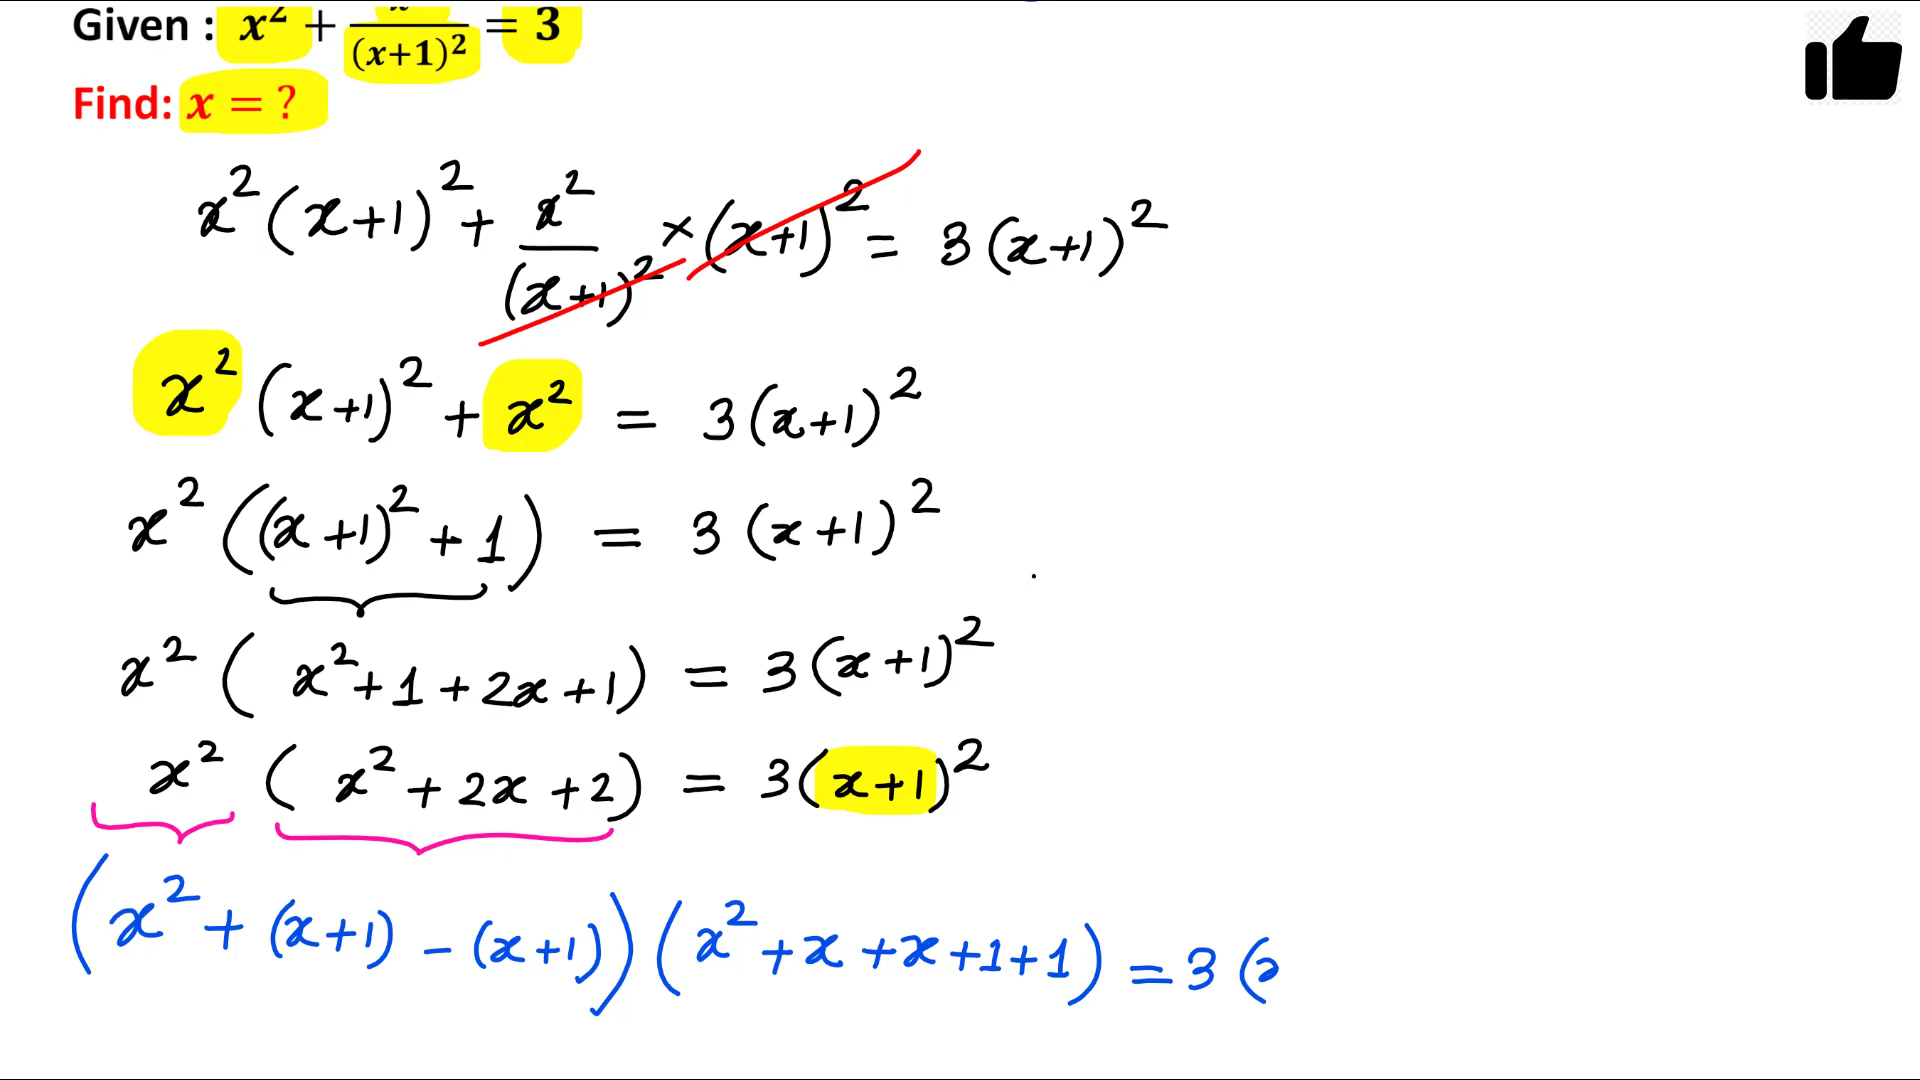 Given : x² + x²/(x+1)² = 3
Find: x = ?
x²(x+1)² + x²/(x+1)² × (x+1)² = 3(x+1)²
x² (x+1)² + x² = 3(x+1)²
x² ((x+1)² + 1) = 3 (x+1)²
x² ( x² + 1 + 2x + 1) = 3(x+1)²
x² ( x² + 2x + 2) = 3(x+1)²
(x² + (x+1) - (x+1)) (x² + x + x + 1 + 1) = 3 (